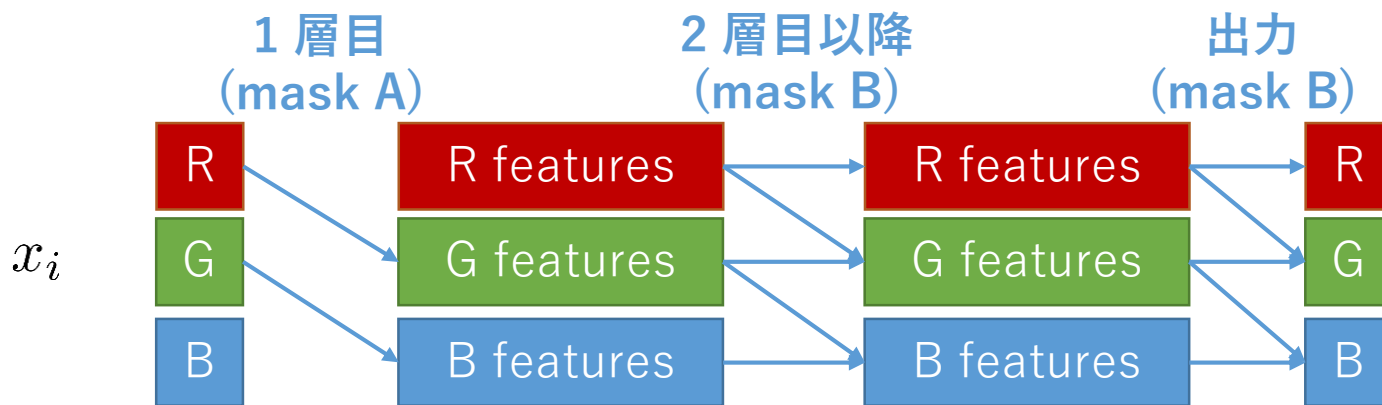 1 層目
(mask A)
2 層目以降
(mask B)
出力
(mask B)
R
R features
R features
R
x_i
G
G features
G features
G
B
B features
B features
B